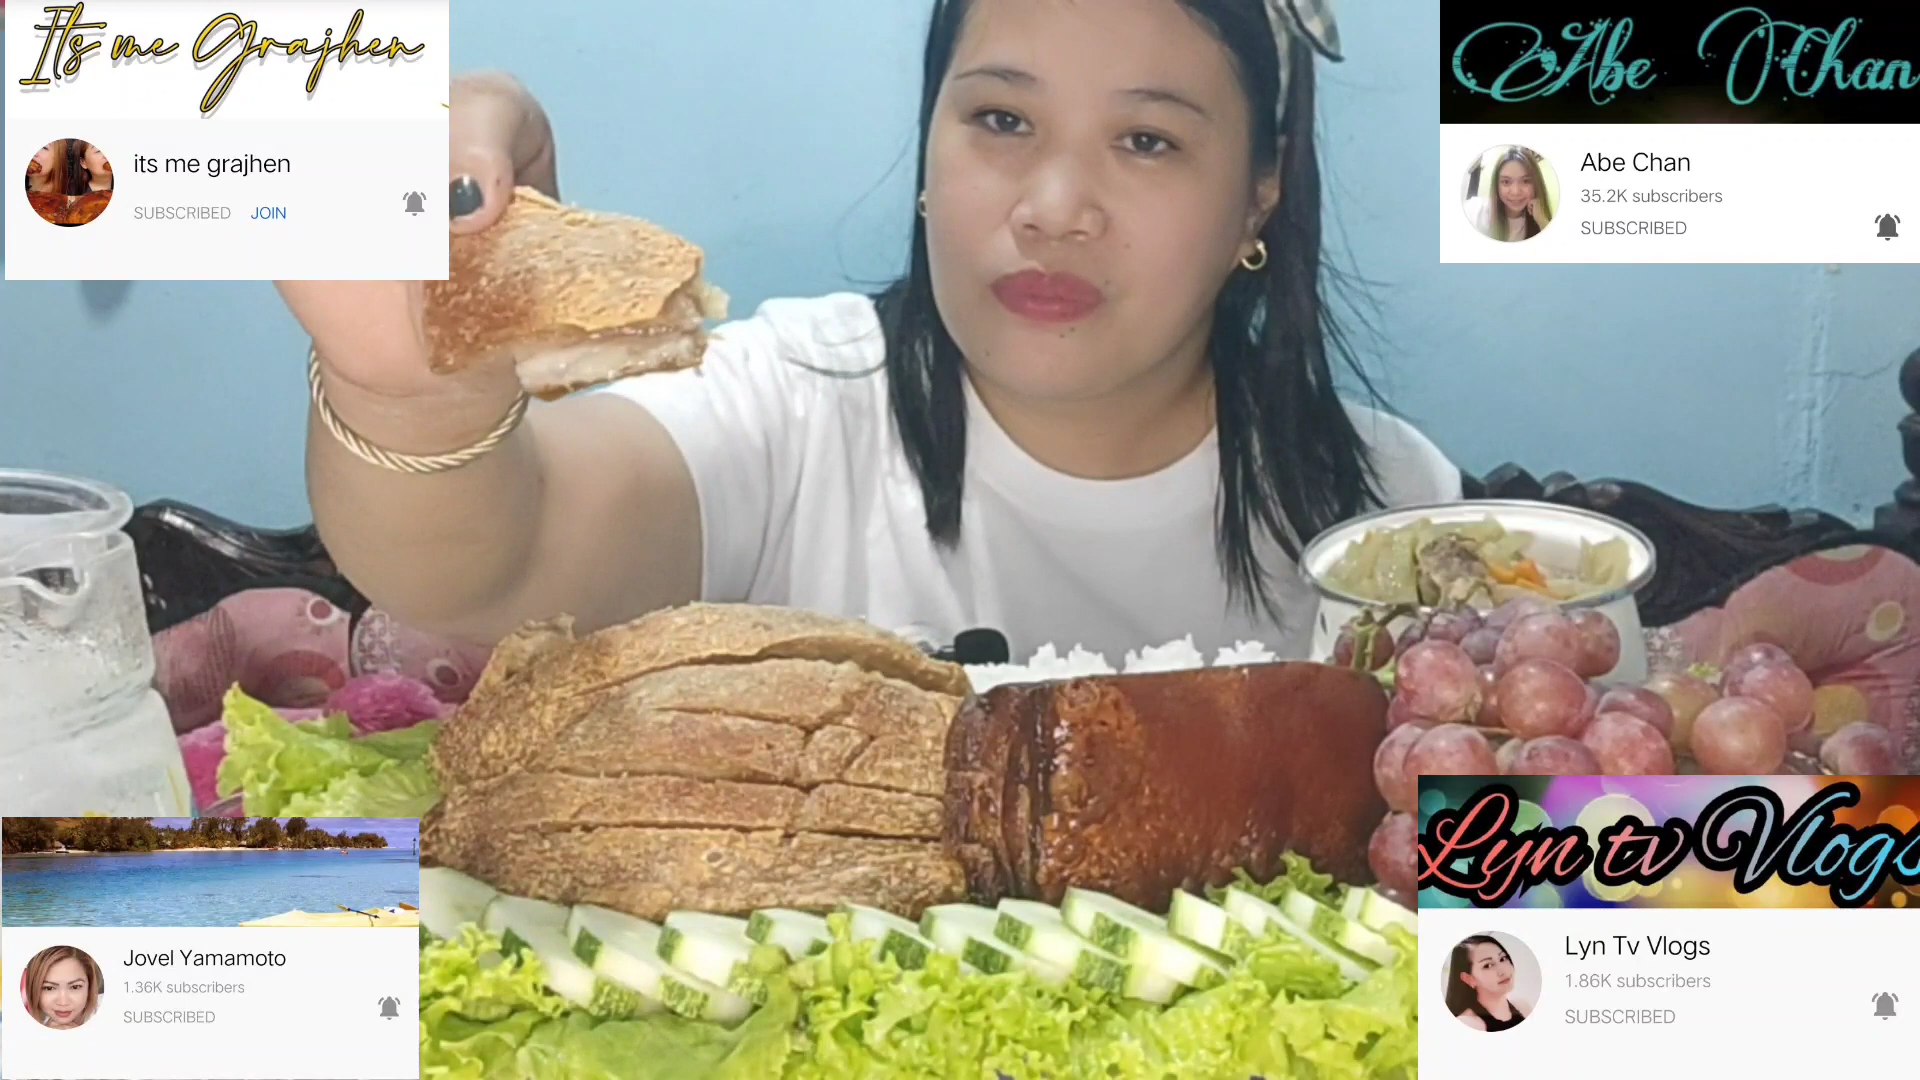 Its me Grajhen
its me grajhen
SUBSCRIBED JOIN
Abe Chan
Abe Chan
35.2K subscribers
SUBSCRIBED
Jovel Yamamoto
1.36K subscribers
SUBSCRIBED
Lyn tv Vlogs
Lyn Tv Vlogs
1.86K subscribers
SUBSCRIBED